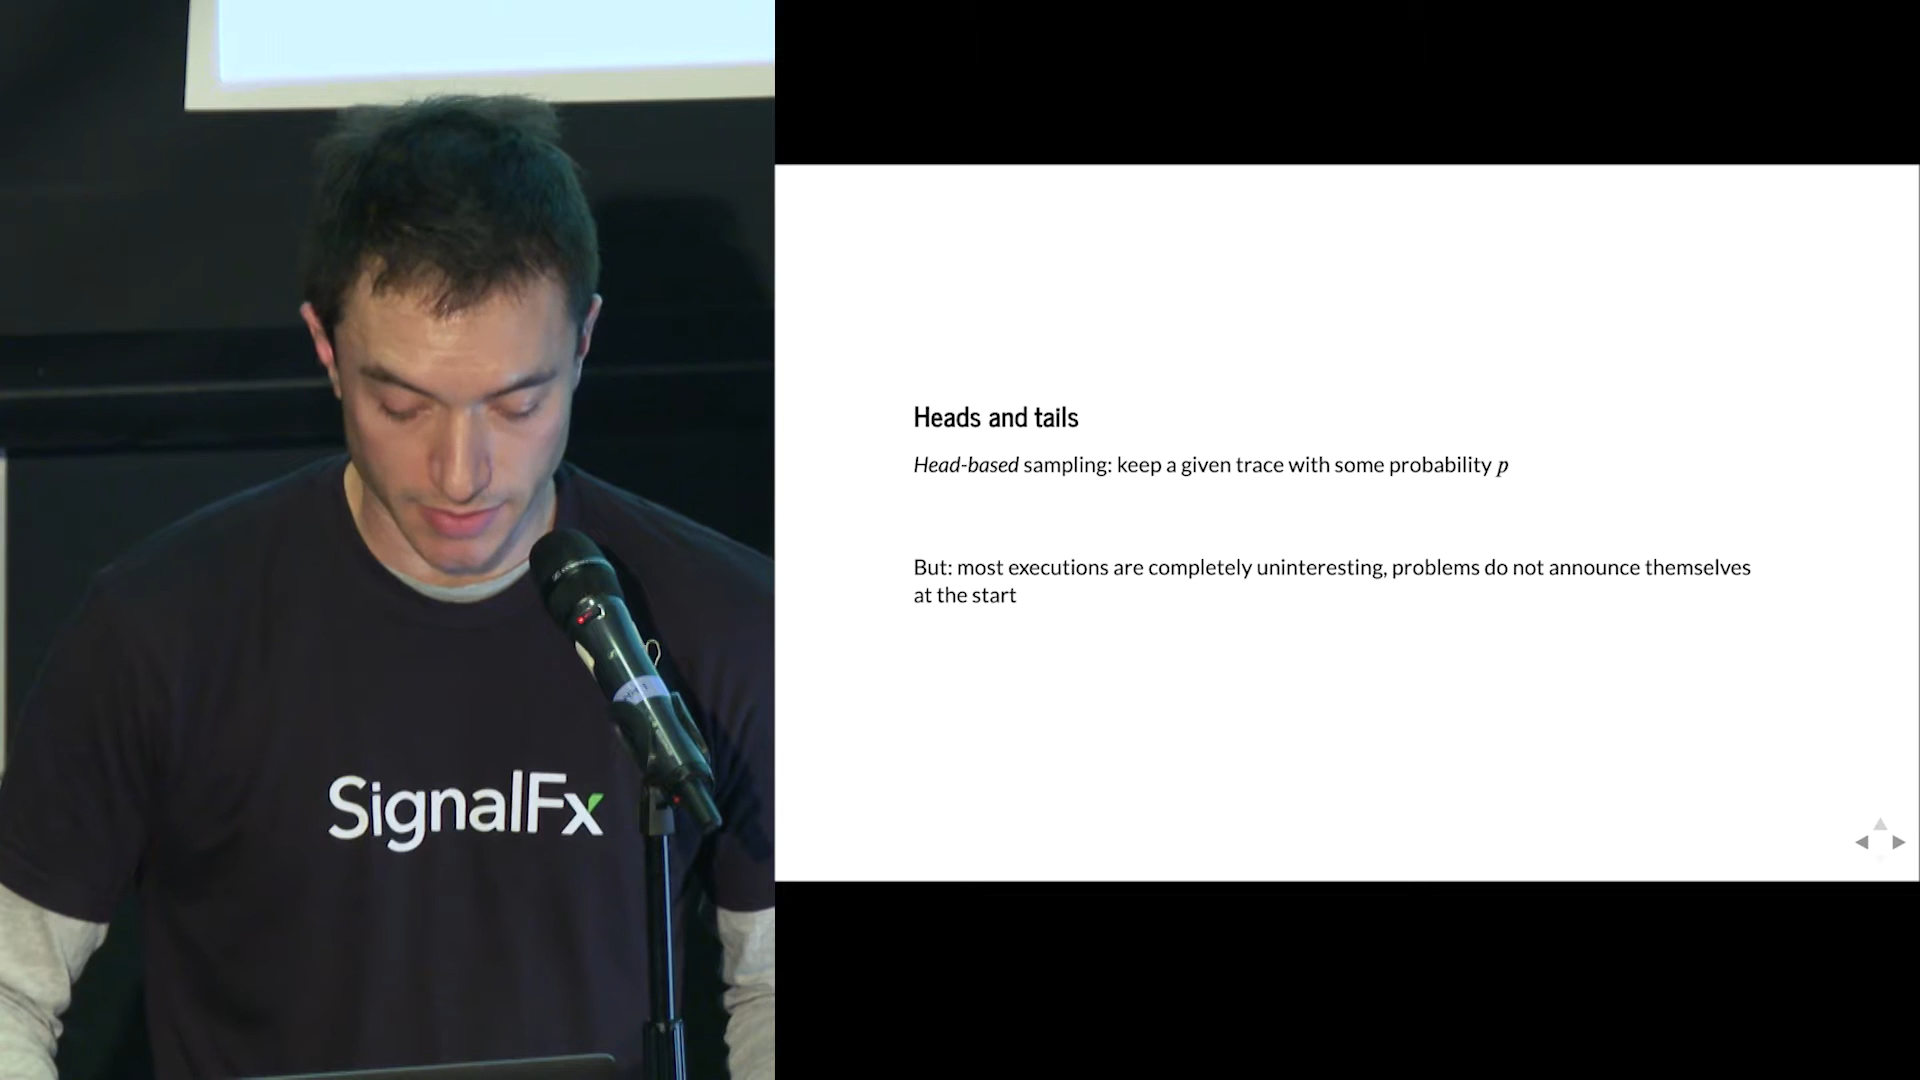 SignalFx
Heads and tails
Head-based sampling: keep a given trace with some probability p
But: most executions are completely uninteresting, problems do not announce themselves
at the start